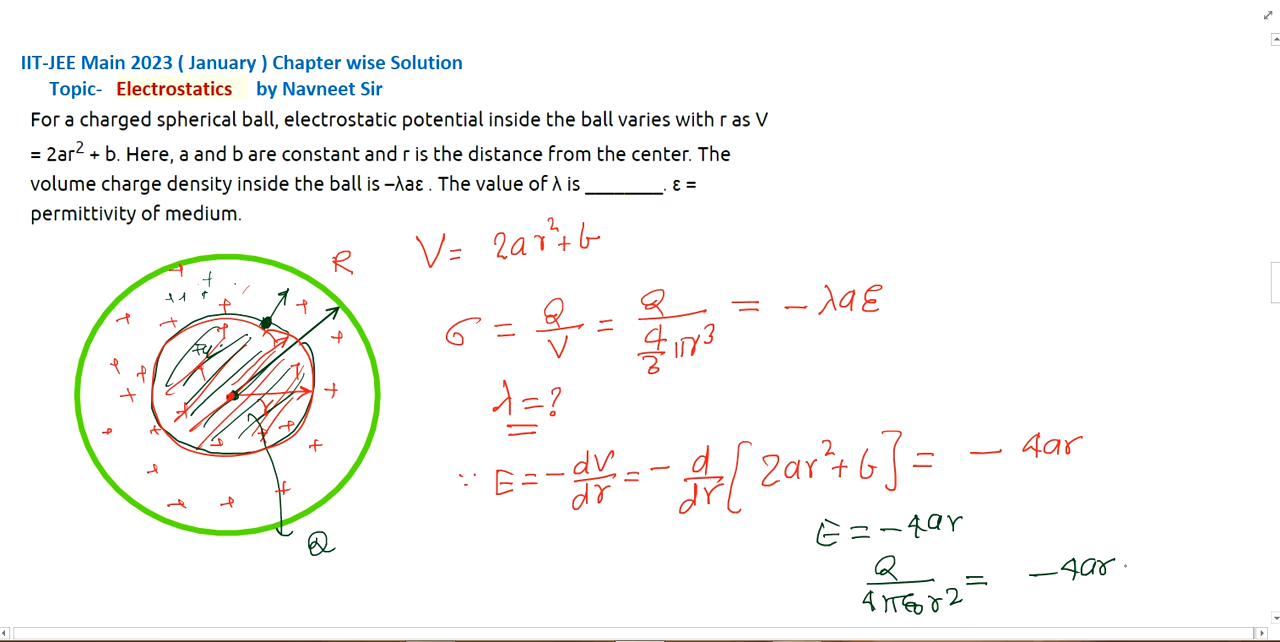 IIT-JEE Main 2023 ( January ) Chapter wise Solution
Topic- Electrostatics by Navneet Sir
For a charged spherical ball, electrostatic potential inside the ball varies with r as V
= 2ar² + b. Here, a and b are constant and r is the distance from the center. The
volume charge density inside the ball is –λaε . The value of λ is ________. ε =
permittivity of medium.
V = 2ar² + b
R
σ = Q/V = Q/(4/3 πr³) = - λaε
λ = ?
∵ E = - dV/dr = - d/dr [2ar² + b] = - 4ar
E = - 4ar
Q
Q/(4πε₀r²) = - 4ar